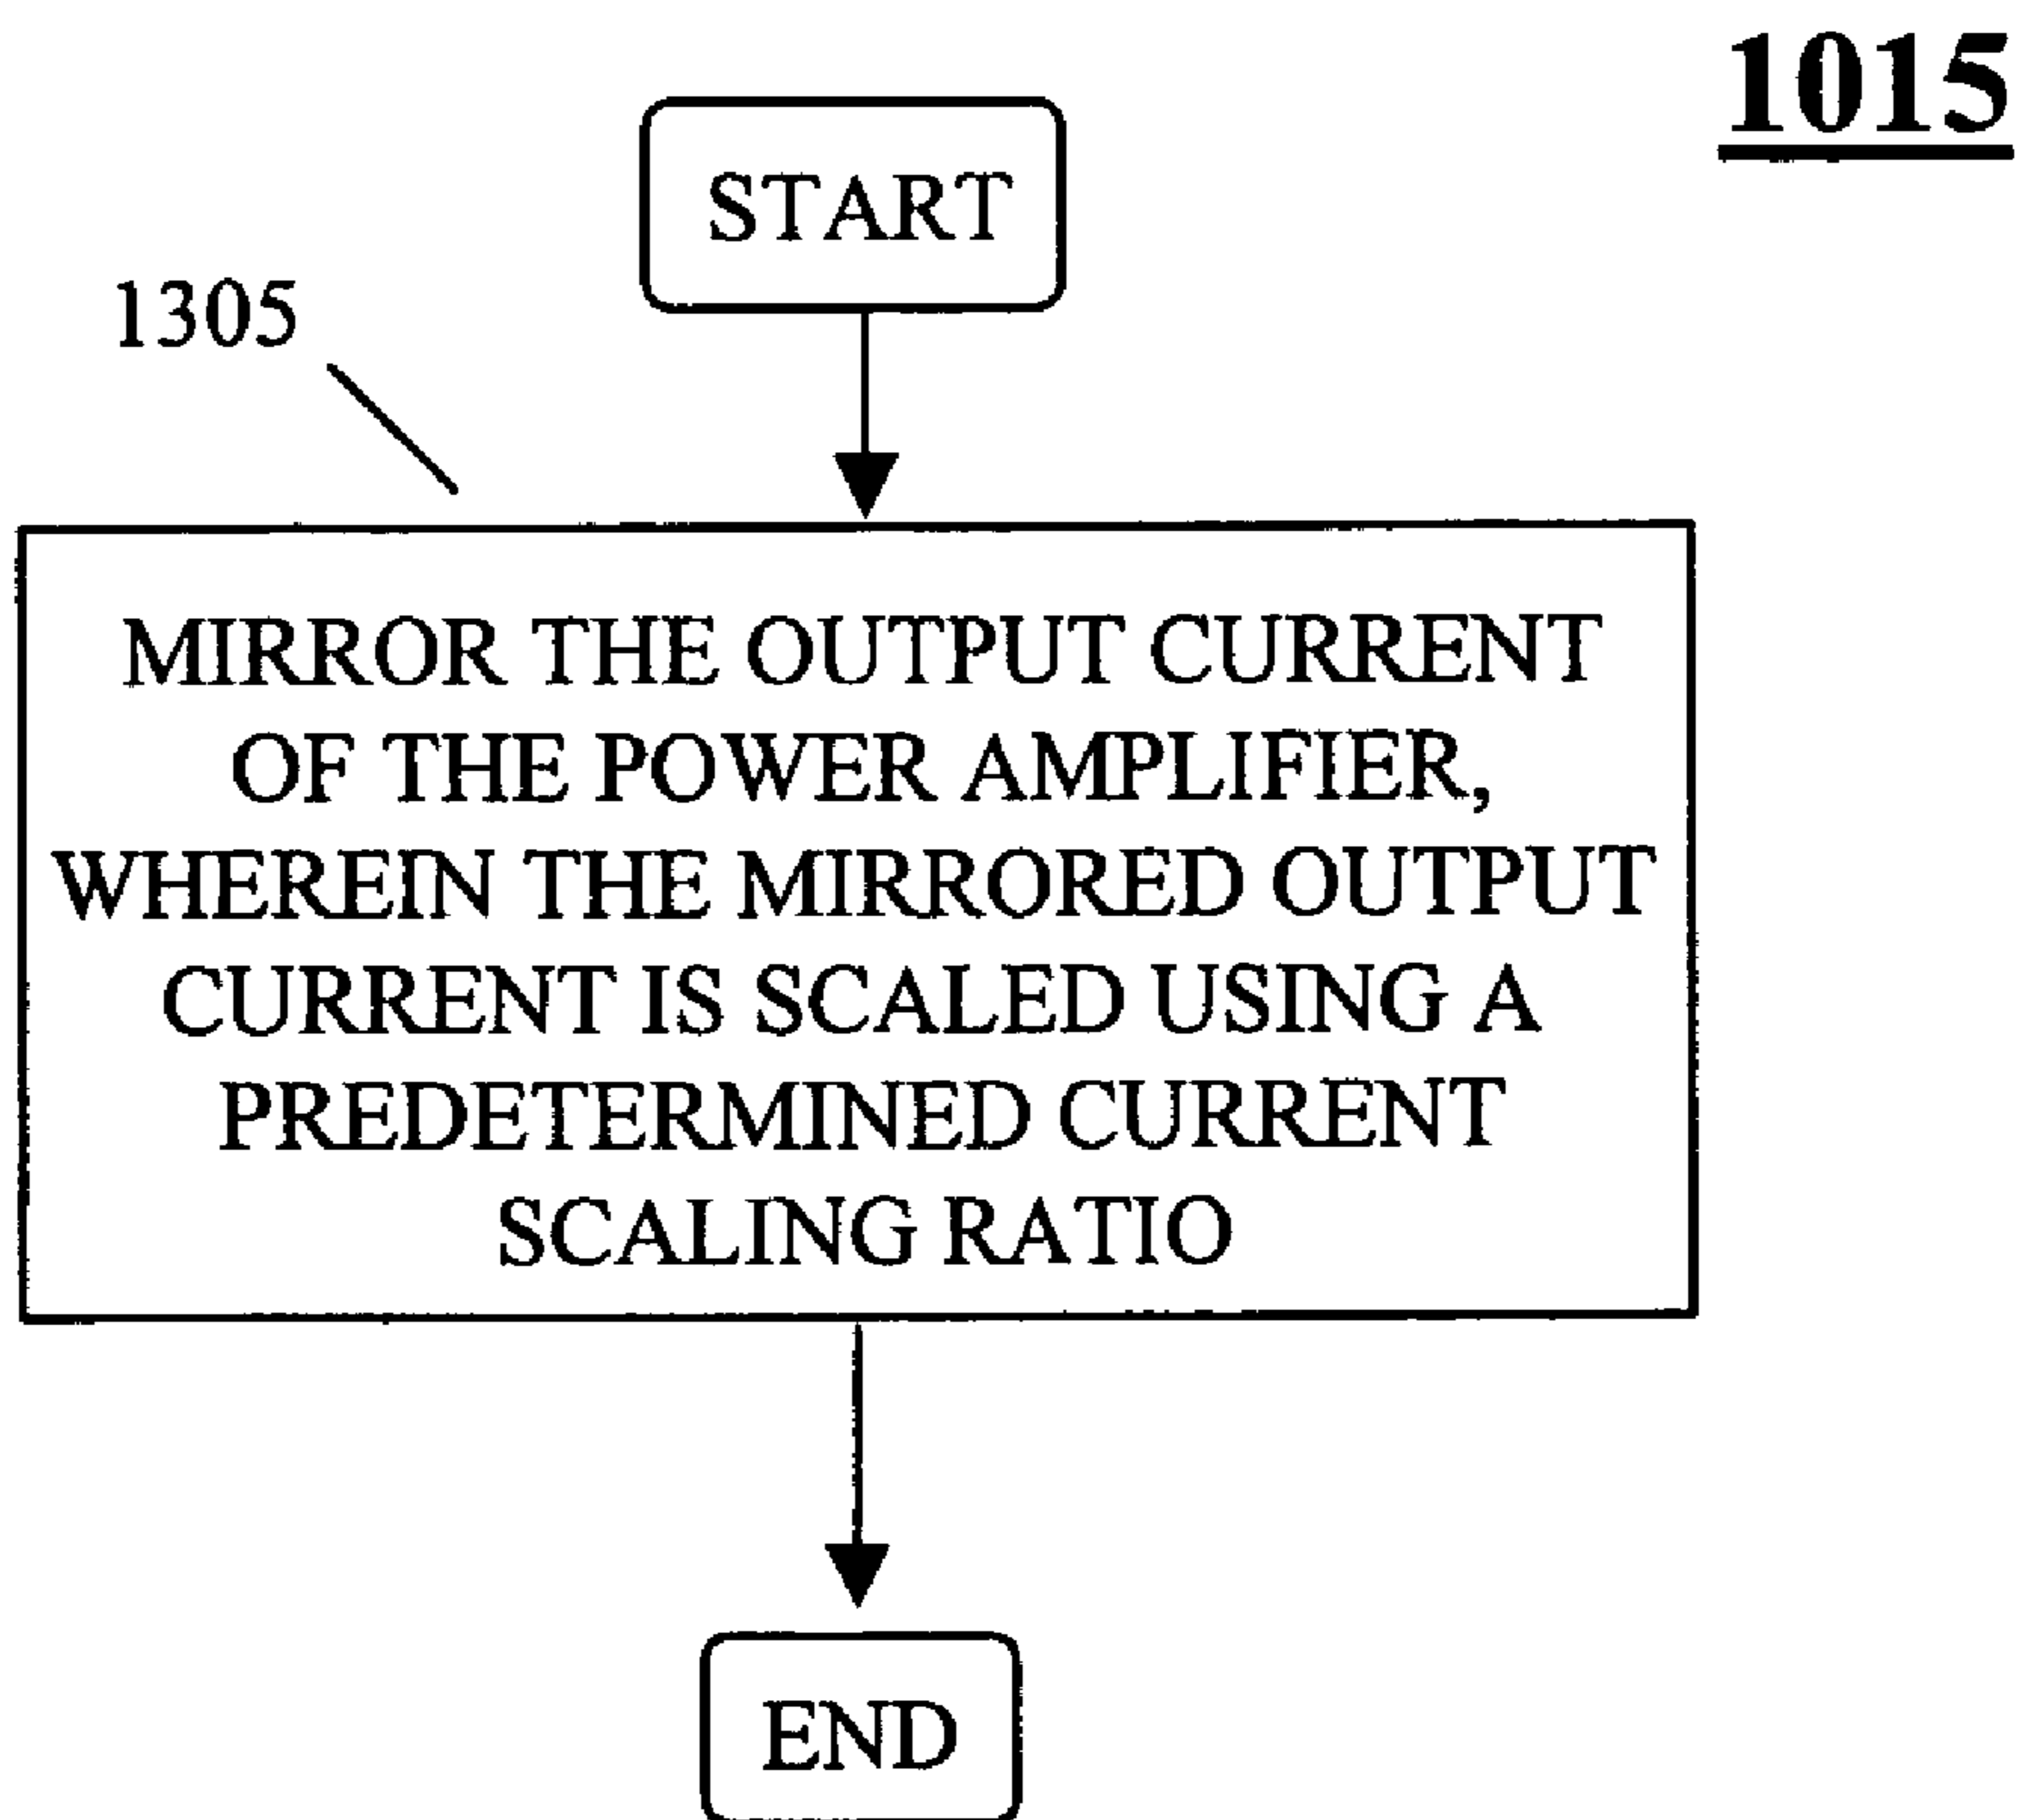 1015
START
1305
MIRROR THE OUTPUT CURRENT
OF THE POWER AMPLIFIER,
WHEREIN THE MIRRORED OUTPUT
CURRENT IS SCALED USING A
PREDETERMINED CURRENT
SCALING RATIO
END